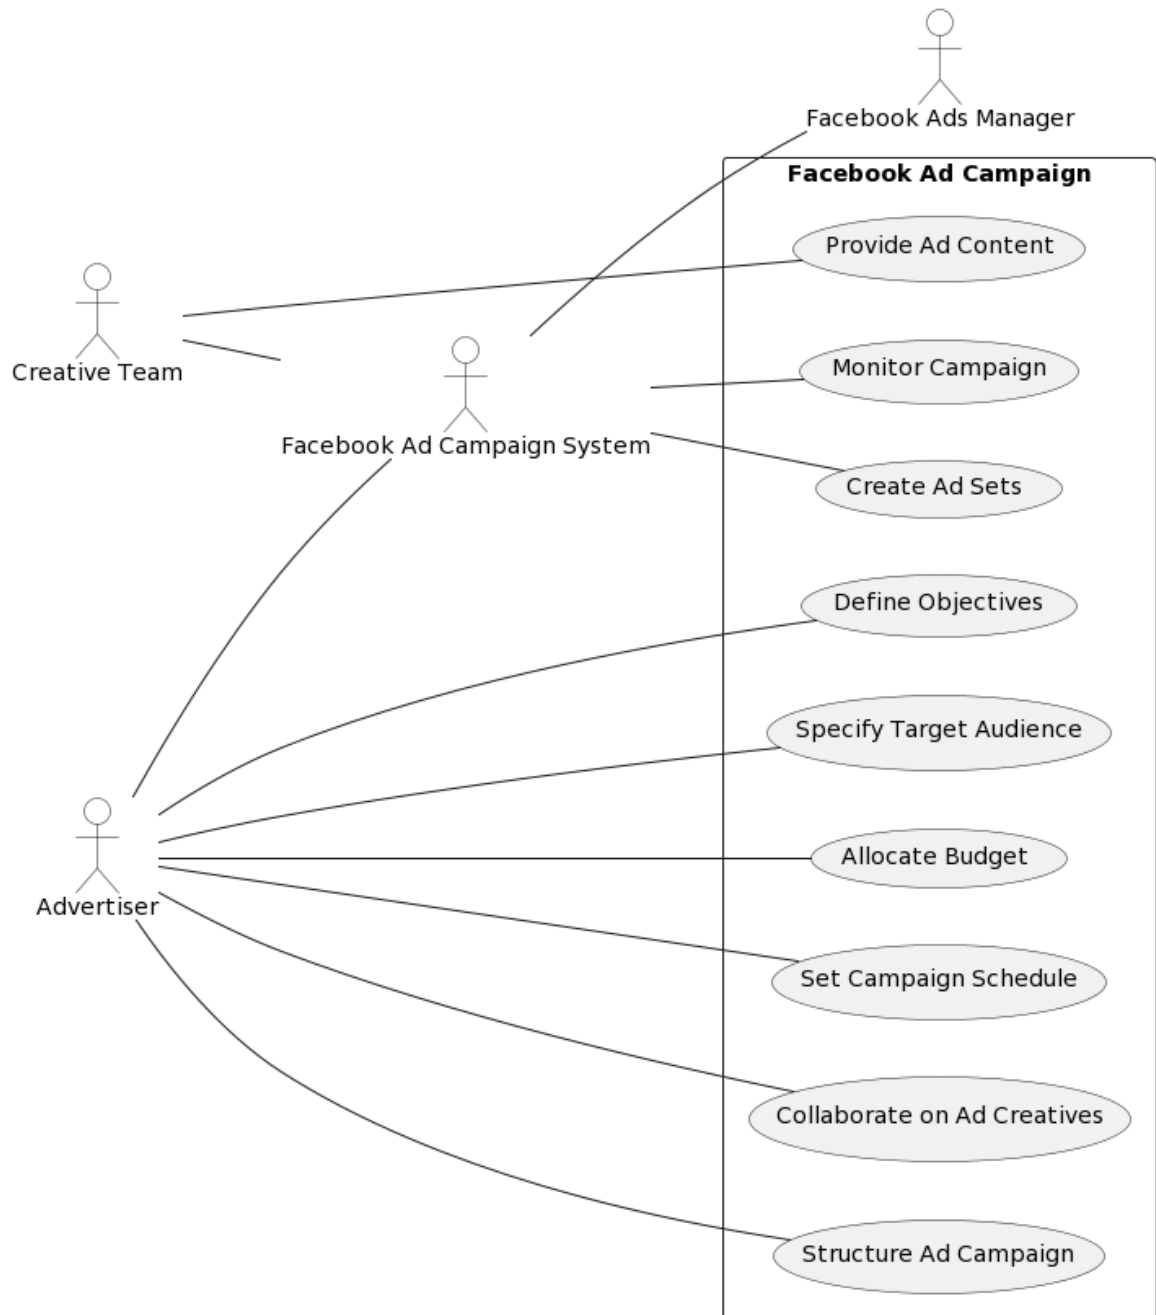 Facebook Ads Manager
Facebook Ad Campaign
Provide Ad Content
Creative Team
Monitor Campaign
Facebook Ad Campaign System
Create Ad Sets
Define Objectives
Specify Target Audience
Allocate Budget
Advertiser
Set Campaign Schedule
Collaborate on Ad Creatives
Structure Ad Campaign